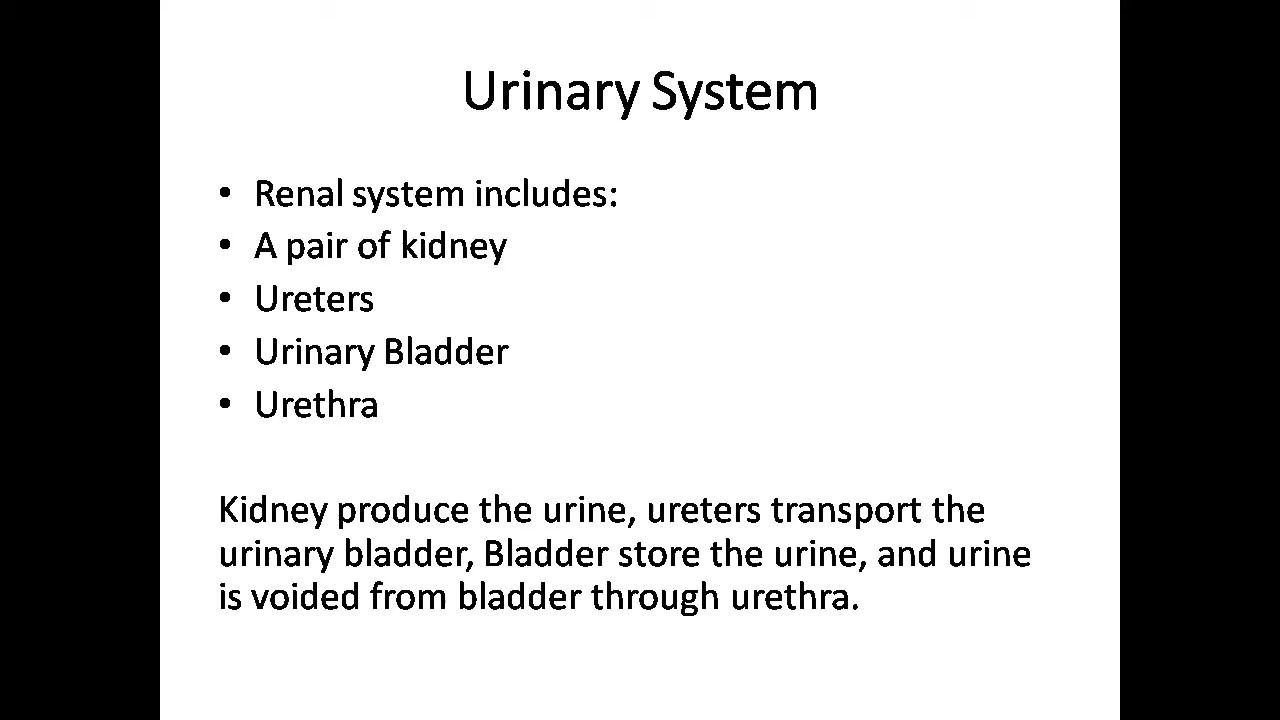 Urinary System
• Renal system includes:
• A pair of kidney
• Ureters
• Urinary Bladder
• Urethra
Kidney produce the urine, ureters transport the
urinary bladder, Bladder store the urine, and urine
is voided from bladder through urethra.